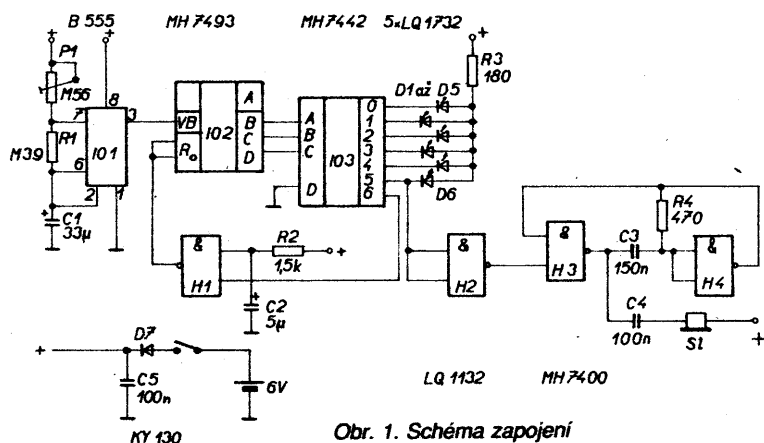 B 555 MH 7493 MH 7442 5xLQ 1732
+ + +
P1
M56
8
7 3
R1
M39
6
IO1
2 1
C1
33µ
A
VB B
IO2 C
R₀ D
A 0
B 1
C 2
IO3 3
4
D 5
6
D1 až D5
D6
R3
180
&
H1
R2
1,5k
+
C2
5µ
&
H2
&
H3
R4
470
C3
150n
&
H4
C4
100n
Sl
+
+ D7
C5
100n
6V
KY 130
LQ 1132 MH 7400
Obr. 1. Schéma zapojení